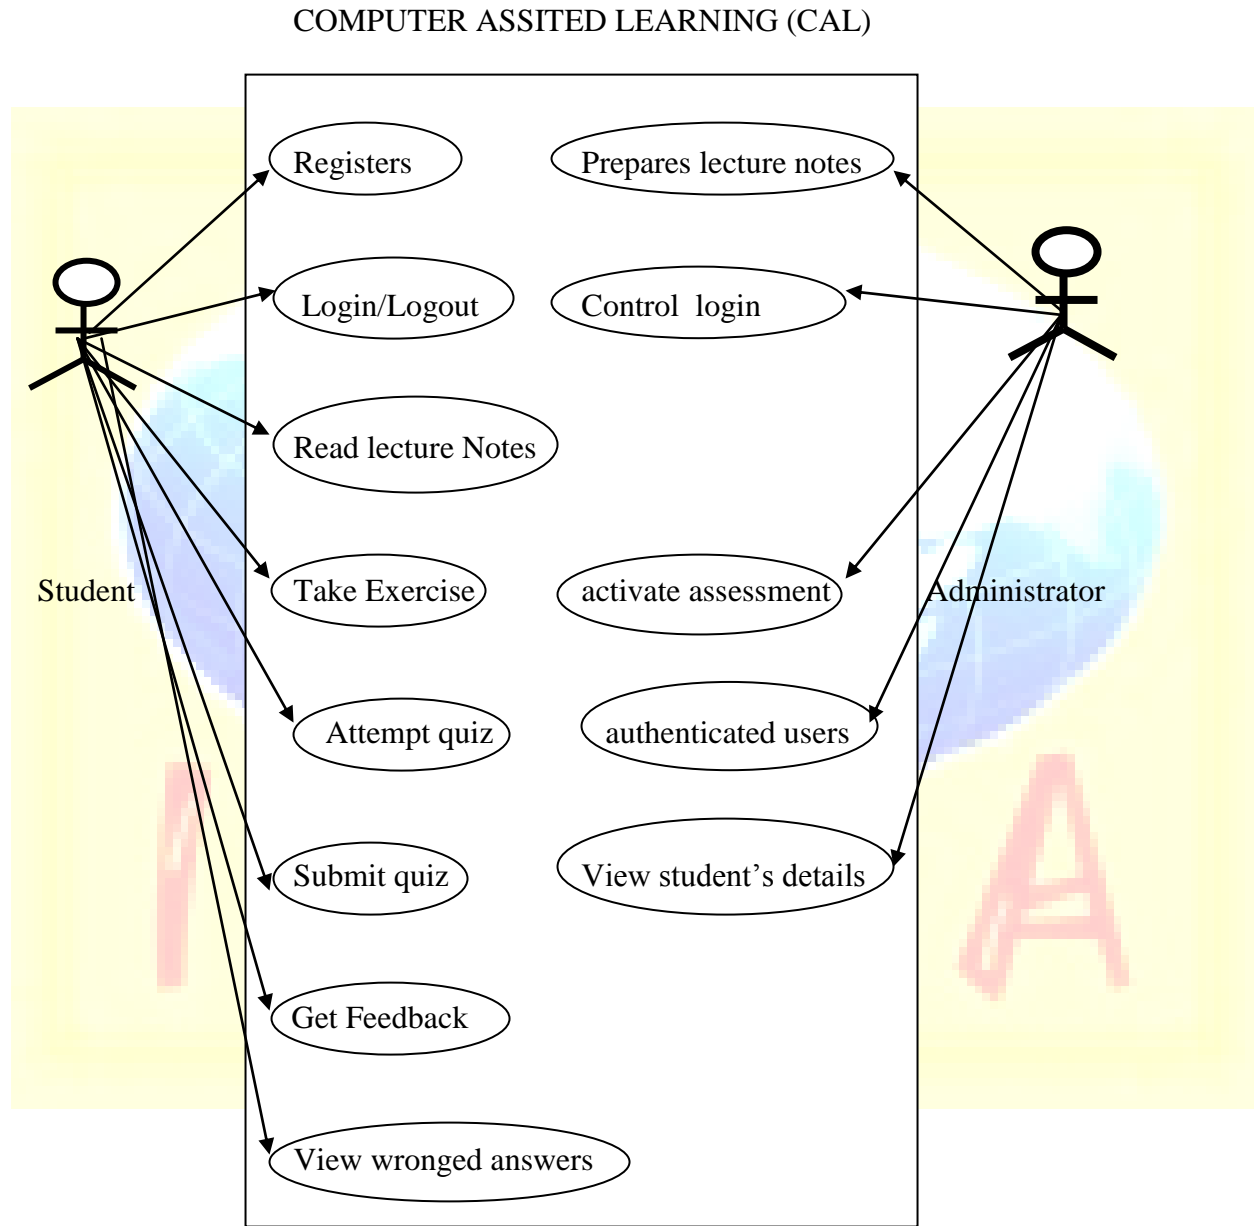 COMPUTER ASSITED LEARNING (CAL)
Registers
Prepares lecture notes
Login/Logout
Control login
Read lecture Notes
Student
Take Exercise
activate assessment
Administrator
Attempt quiz
authenticated users
Submit quiz
View student’s details
Get Feedback
View wronged answers